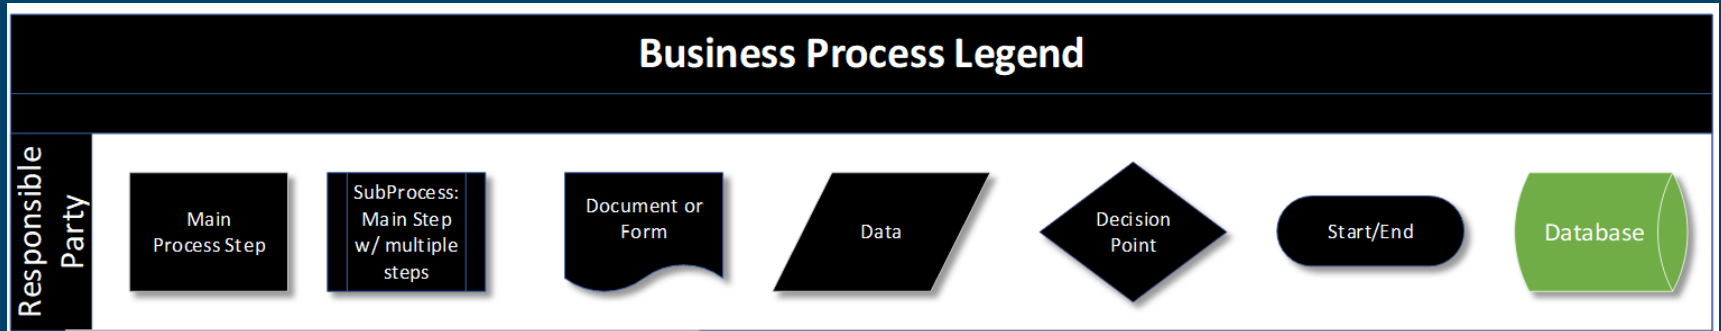 Business Process Legend
Responsible
Party
Main
Process Step
SubProcess:
Main Step
w/ multiple
steps
Document or
Form
Data
Decision
Point
Start/End
Database